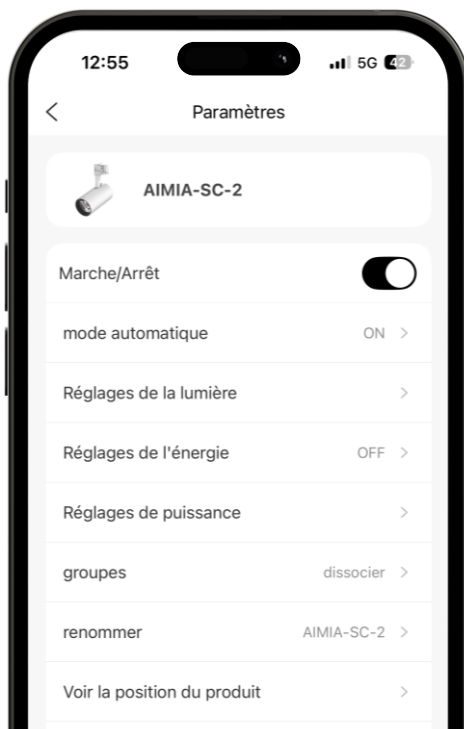 12:55
5G 42
Paramètres
AIMIA-SC-2
Marche/Arrêt
mode automatique ON
Réglages de la lumière
Réglages de l'énergie OFF
Réglages de puissance
groupes dissocier
renommer AIMIA-SC-2
Voir la position du produit